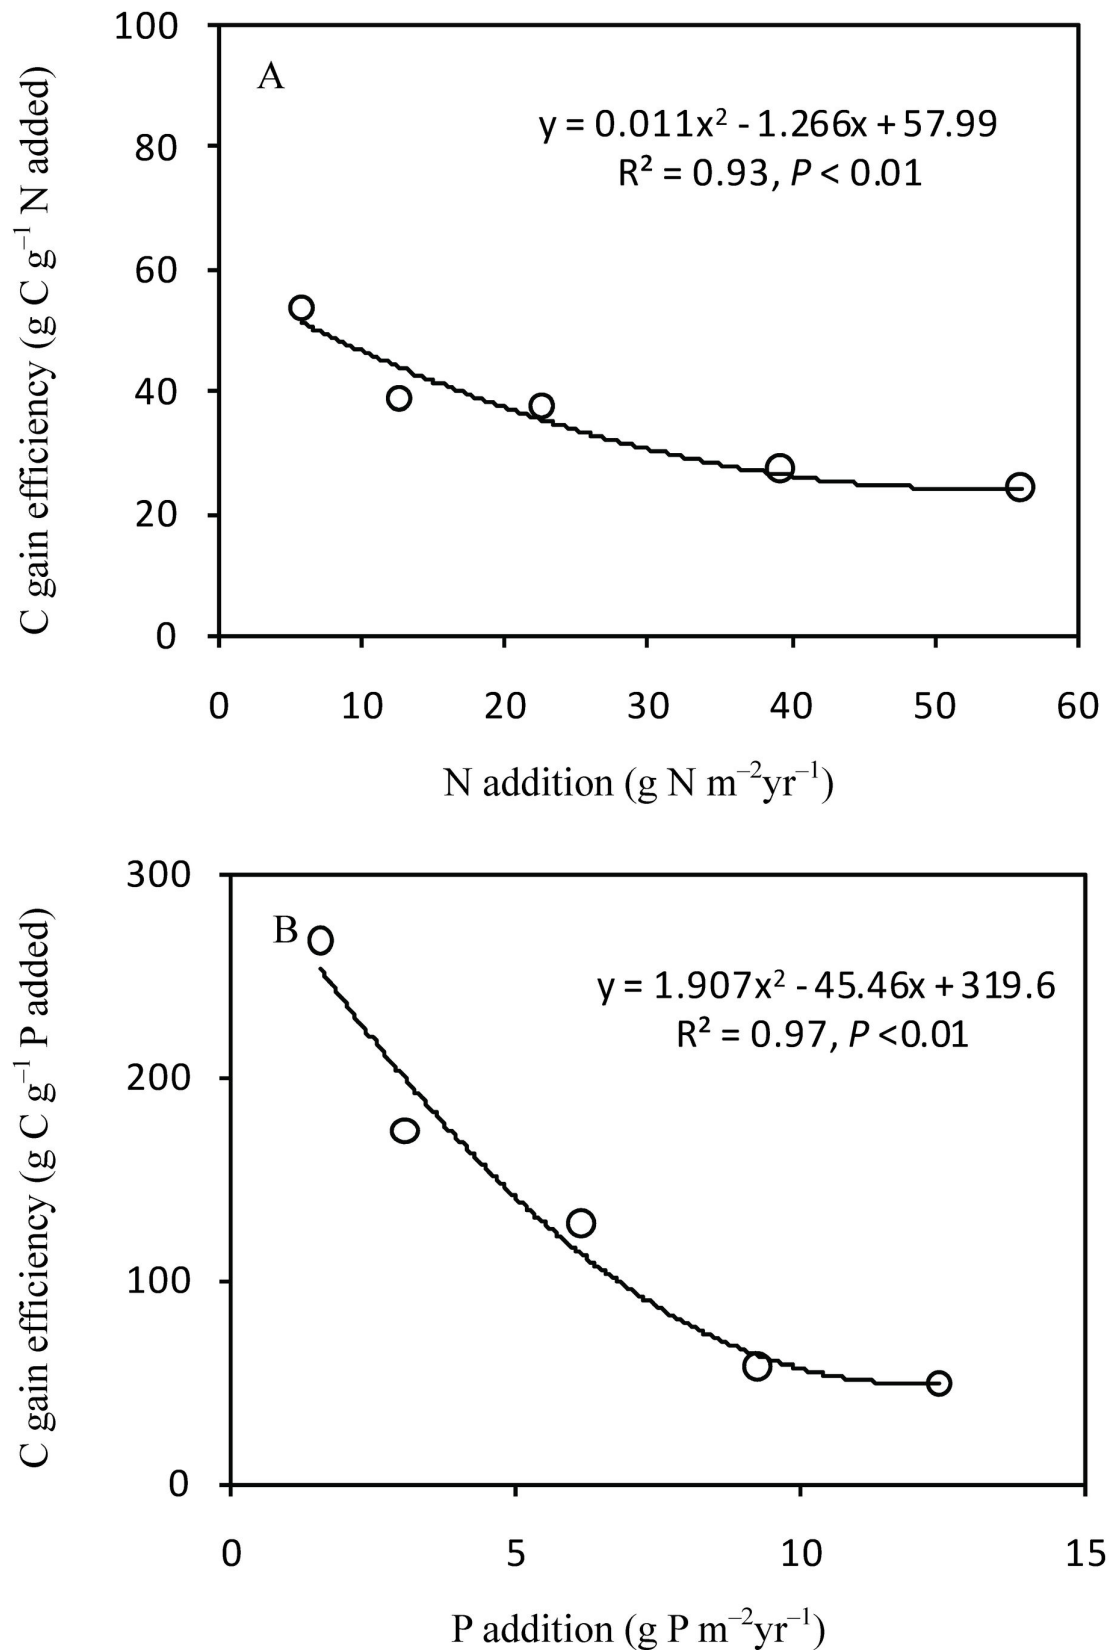 100
A
y = 0.011x² - 1.266x + 57.99
R² = 0.93, P < 0.01
80
60
40
20
0
C gain efficiency (g C g⁻¹ N added)
0 10 20 30 40 50 60
N addition (g N m⁻²yr⁻¹)
300
B
y = 1.907x² - 45.46x + 319.6
R² = 0.97, P <0.01
200
100
0
C gain efficiency (g C g⁻¹ P added)
0 5 10 15
P addition (g P m⁻²yr⁻¹)